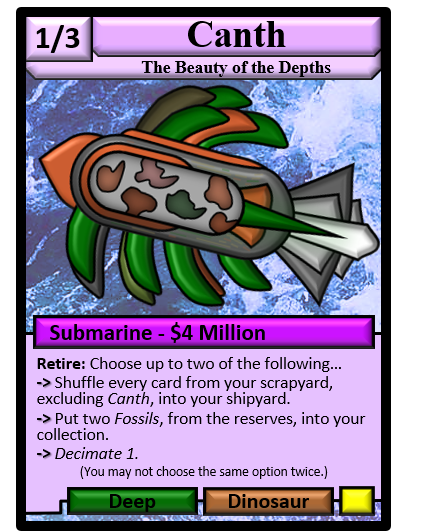 1/3
Canth
The Beauty of the Depths
Submarine - $4 Million
Retire: Choose up to two of the following...
-> Shuffle every card from your scrapyard,
excluding Canth, into your shipyard.
-> Put two Fossils, from the reserves, into your
collection.
-> Decimate 1.
(You may not choose the same option twice.)
Deep
Dinosaur